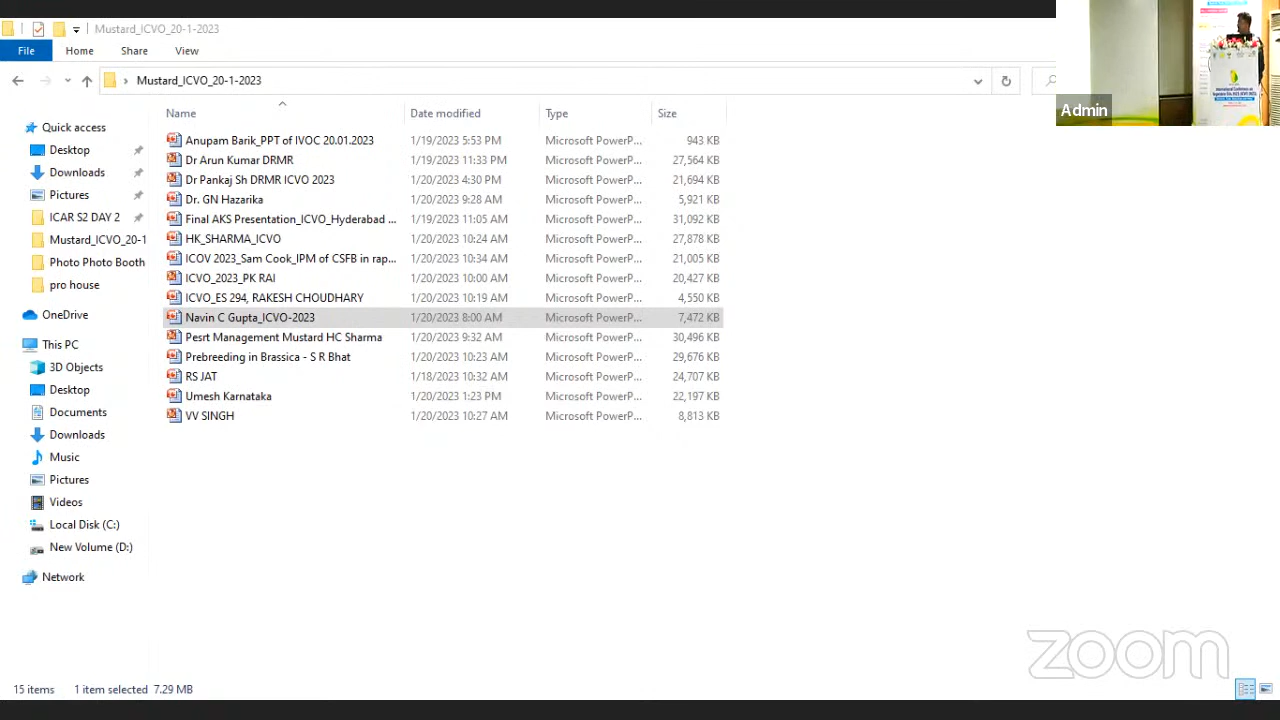 Mustard_ICVO_20-1-2023
File Home Share View
Mustard_ICVO_20-1-2023
Admin
Name Date modified Type Size
Quick access
Desktop
Downloads
Pictures
ICAR S2 DAY 2
Mustard_ICVO_20-1
Photo Photo Booth
pro house
OneDrive
This PC
3D Objects
Desktop
Documents
Downloads
Music
Pictures
Videos
Local Disk (C:)
New Volume (D:)
Network
Anupam Barik_PPT of IVOC 20.01.2023 1/19/2023 5:53 PM Microsoft PowerP... 943 KB
Dr Arun Kumar DRMR 1/19/2023 11:33 PM Microsoft PowerP... 27,564 KB
Dr Pankaj Sh DRMR ICVO 2023 1/20/2023 4:30 PM Microsoft PowerP... 21,694 KB
Dr. GN Hazarika 1/20/2023 9:28 AM Microsoft PowerP... 5,921 KB
Final AKS Presentation_ICVO_Hyderabad ... 1/19/2023 11:05 AM Microsoft PowerP... 31,092 KB
HK_SHARMA_ICVO 1/20/2023 10:24 AM Microsoft PowerP... 27,878 KB
ICOV 2023_Sam Cook_IPM of CSFB in rap... 1/20/2023 10:34 AM Microsoft PowerP... 21,005 KB
ICVO_2023_PK RAI 1/20/2023 10:00 AM Microsoft PowerP... 20,427 KB
ICVO_ES 294, RAKESH CHOUDHARY 1/20/2023 10:19 AM Microsoft PowerP... 4,550 KB
Navin C Gupta_ICVO-2023 1/20/2023 8:00 AM Microsoft PowerP... 7,472 KB
Pesrt Management Mustard HC Sharma 1/20/2023 9:32 AM Microsoft PowerP... 30,496 KB
Prebreeding in Brassica - S R Bhat 1/20/2023 10:23 AM Microsoft PowerP... 29,676 KB
RS JAT 1/18/2023 10:32 AM Microsoft PowerP... 24,707 KB
Umesh Karnataka 1/20/2023 1:23 PM Microsoft PowerP... 22,197 KB
VV SINGH 1/20/2023 10:27 AM Microsoft PowerP... 8,813 KB
15 items 1 item selected 7.29 MB
zoom